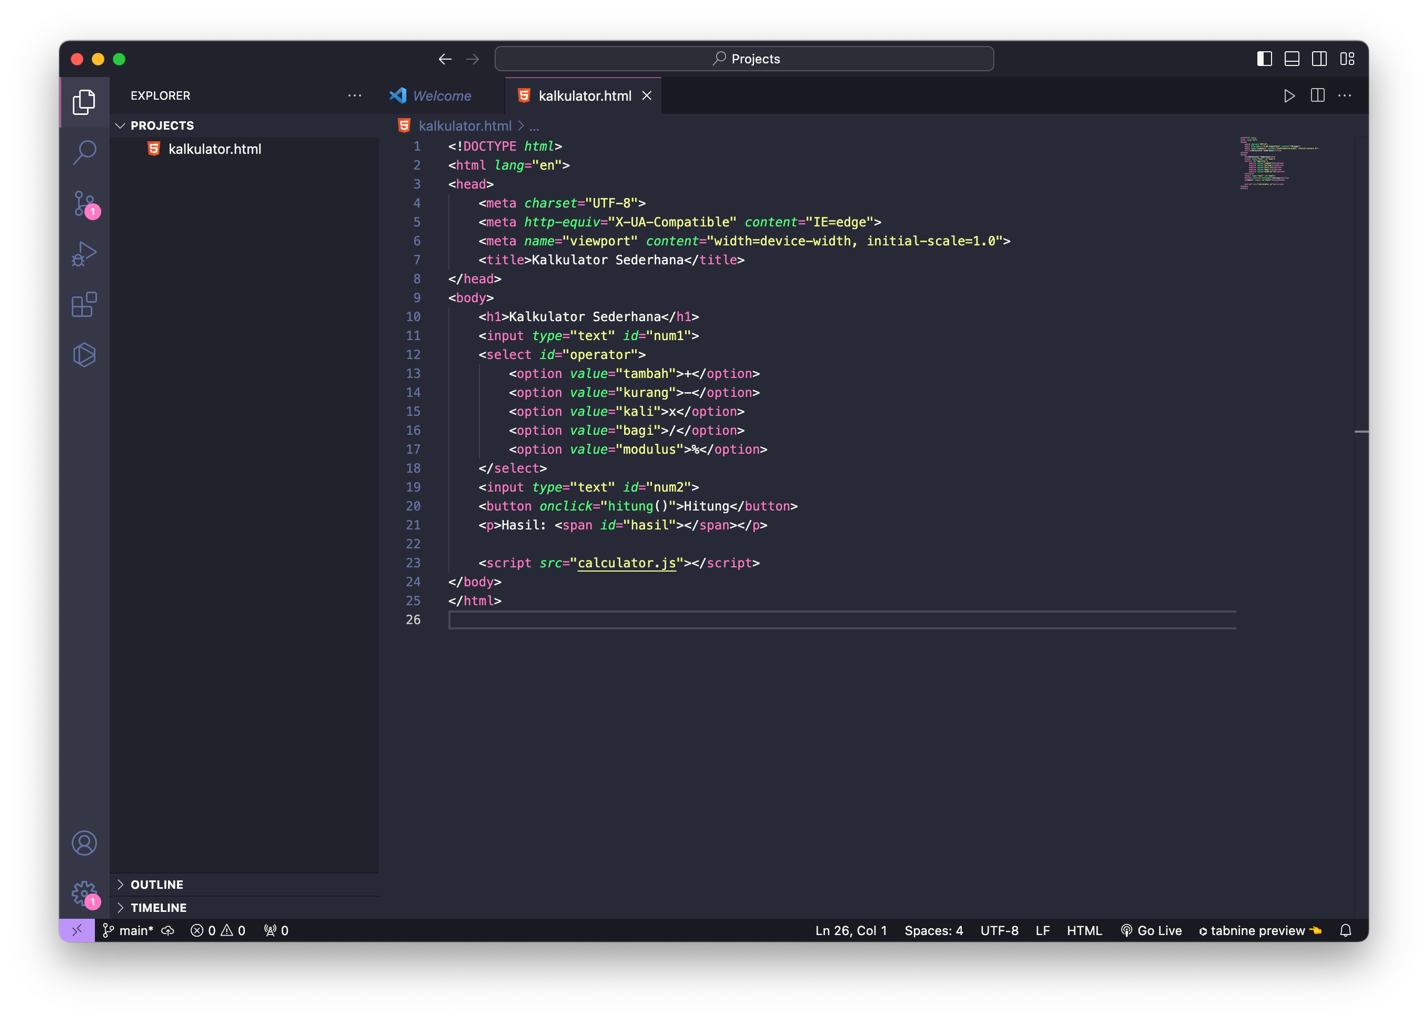 Projects
EXPLORER ...
Welcome
kalkulator.html
PROJECTS
kalkulator.html
kalkulator.html > ...
1 <!DOCTYPE html>
2 <html lang="en">
3 <head>
4 <meta charset="UTF-8">
5 <meta http-equiv="X-UA-Compatible" content="IE=edge">
6 <meta name="viewport" content="width=device-width, initial-scale=1.0">
7 <title>Kalkulator Sederhana</title>
8 </head>
9 <body>
10 <h1>Kalkulator Sederhana</h1>
11 <input type="text" id="num1">
12 <select id="operator">
13 <option value="tambah">+</option>
14 <option value="kurang">-</option>
15 <option value="kali">x</option>
16 <option value="bagi">/</option>
17 <option value="modulus">%</option>
18 </select>
19 <input type="text" id="num2">
20 <button onclick="hitung()">Hitung</button>
21 <p>Hasil: <span id="hasil"></span></p>
22
23 <script src="calculator.js"></script>
24 </body>
25 </html>
26
1
1
OUTLINE
TIMELINE
main* 0 0 0 Ln 26, Col 1 Spaces: 4 UTF-8 LF HTML Go Live tabnine preview